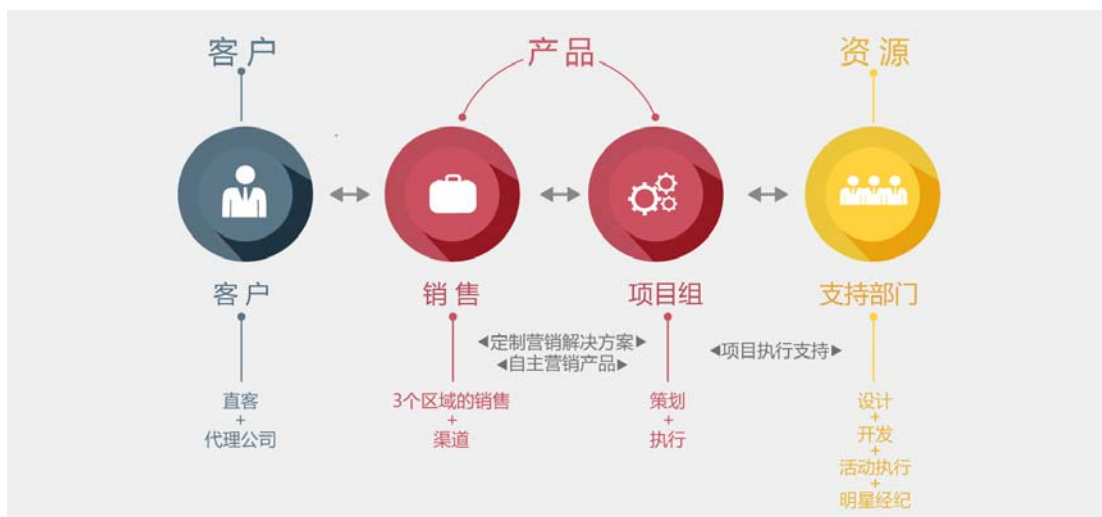 客户
产品
资源
客户
销售
项目组
支持部门
定制营销解决方案
自主营销产品
项目执行支持
直客
+
代理公司
3个区域的销售
+
渠道
策划
+
执行
设计
+
开发
+
活动执行
+
明星经纪